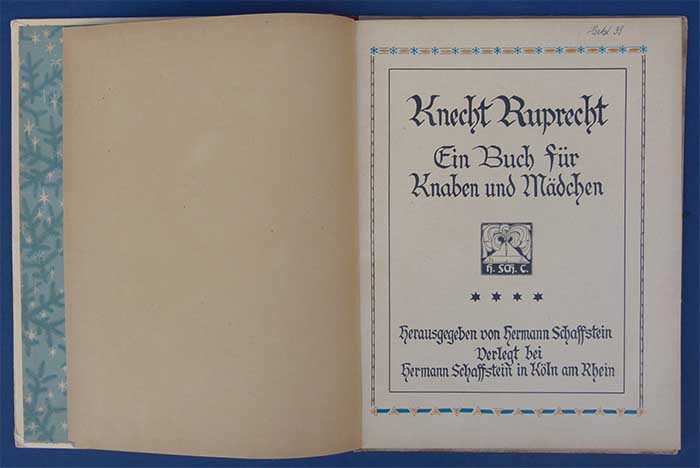 Knecht Ruprecht
Ein Buch für
Knaben und Mädchen
H. SCH. C.
Herausgegeben von Hermann Schaffstein
Verlegt bei
Hermann Schaffstein in Köln am Rhein